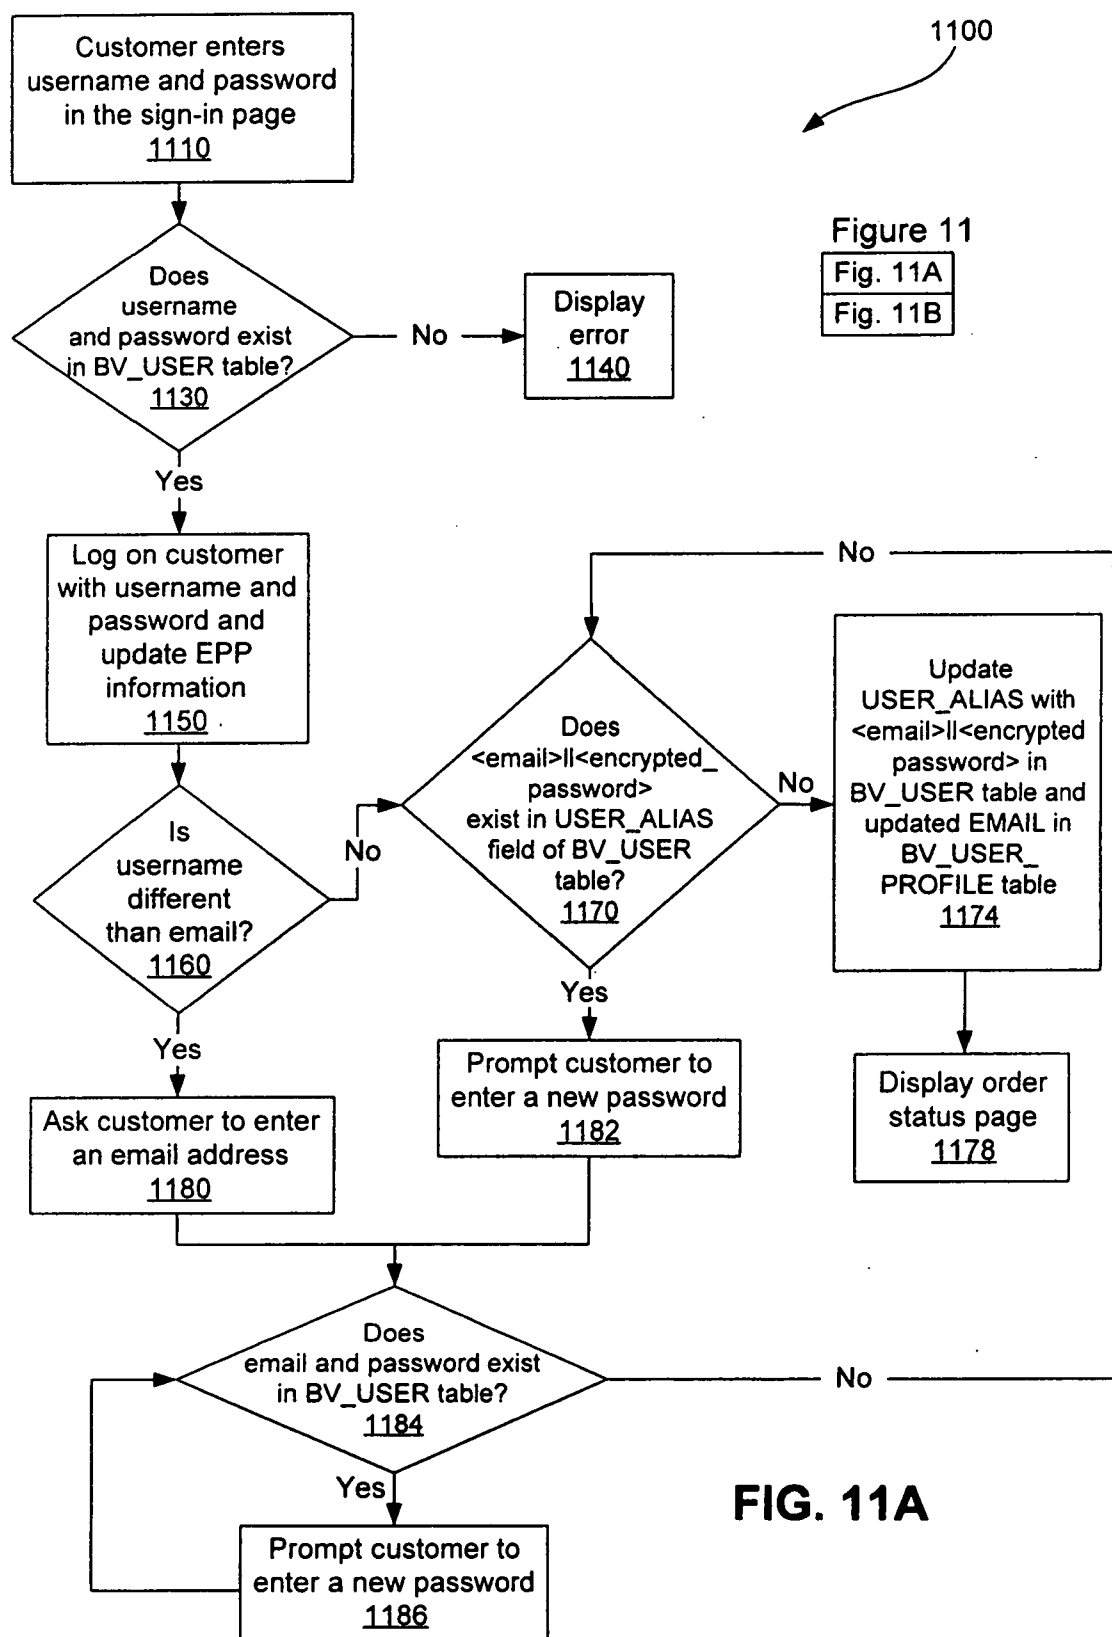 Customer enters
username and password
in the sign-in page
1110
1100
Figure 11
Fig. 11A
Fig. 11B
Does
username
and password exist
in BV_USER table?
1130
No
Display
error
1140
Yes
Log on customer
with username and
password and
update EPP
information
1150
No
Is
username
different
than email?
1160
No
Does
<email>||<encrypted_
password>
exist in USER_ALIAS
field of BV_USER
table?
1170
No
Update
USER_ALIAS with
<email>||<encrypted
password> in
BV_USER table and
updated EMAIL in
BV_USER_
PROFILE table
1174
Yes
Yes
Ask customer to enter
an email address
1180
Prompt customer to
enter a new password
1182
Display order
status page
1178
Does
email and password exist
in BV_USER table?
1184
No
Yes
Prompt customer to
enter a new password
1186
FIG. 11A